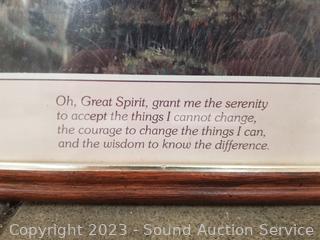 Oh, Great Spirit, grant me the serenity
to accept the things I cannot change,
the courage to change the things I can,
and the wisdom to know the difference.
Copyright 2023 - Sound Auction Service